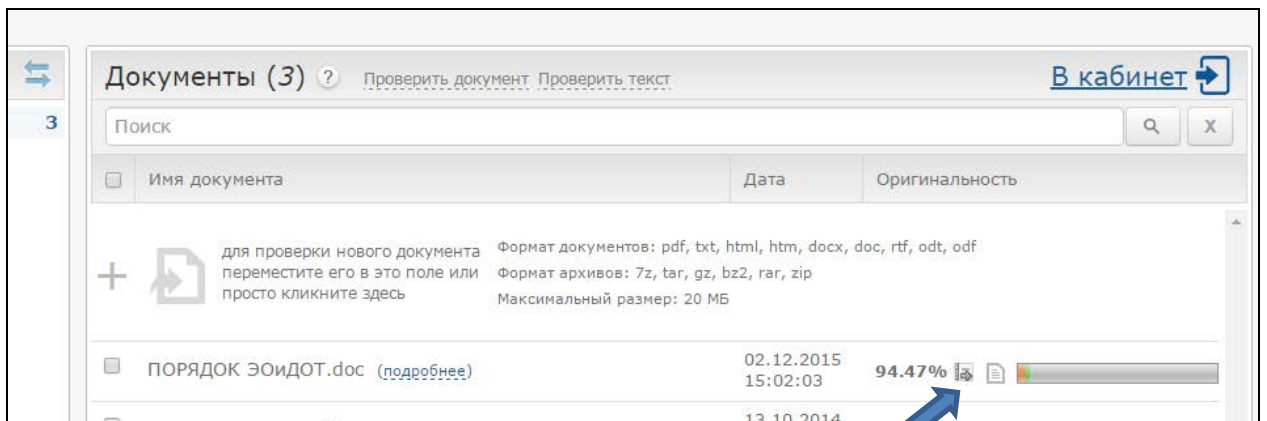 Документы (3) ? Проверить документ Проверить текст В кабинет
3
Поиск X
Имя документа Дата Оригинальность
для проверки нового документа
переместите его в это поле или
просто кликните здесь
Формат документов: pdf, txt, html, htm, docx, doc, rtf, odt, odf
Формат архивов: 7z, tar, gz, bz2, rar, zip
Максимальный размер: 20 МБ
ПОРЯДОК ЭОиДОТ.doc (подробнее)
02.12.2015
15:02:03
94.47%
13.10.2014